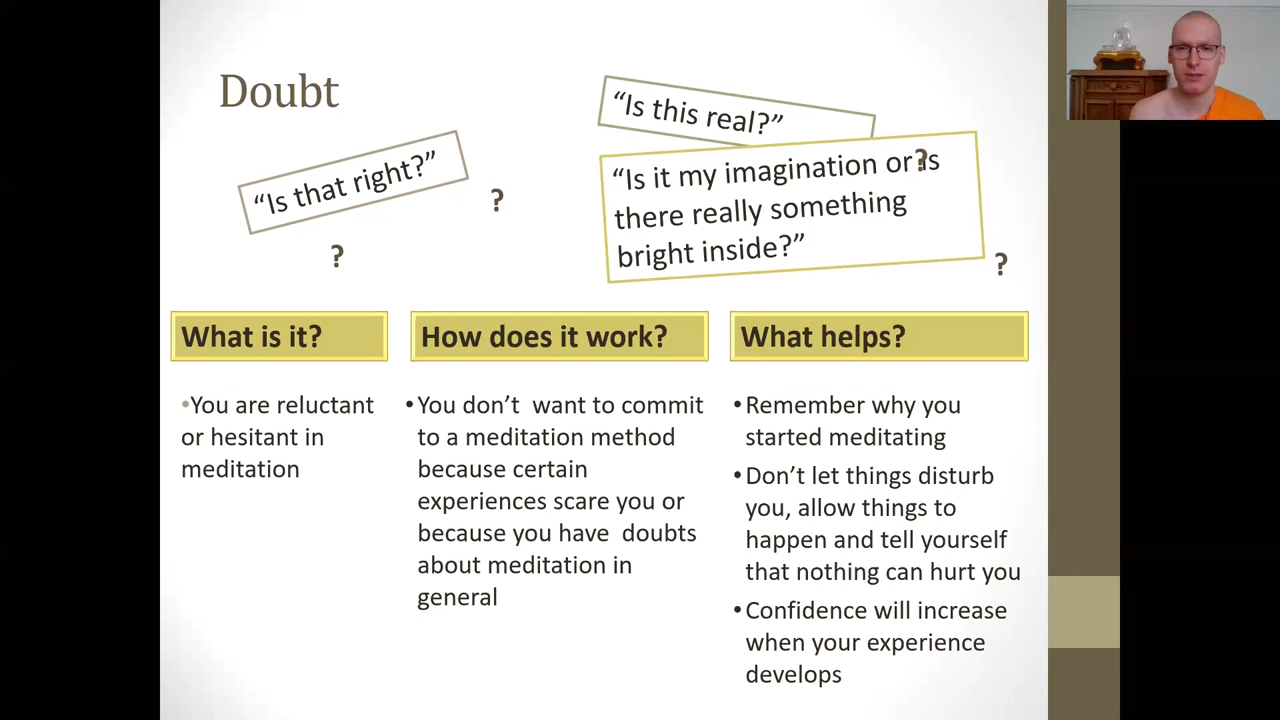 Doubt
“Is this real?”
“Is that right?”
“Is it my imagination or is
there really something
bright inside?”
?
?
?
?
What is it?
How does it work?
What helps?
•You are reluctant
or hesitant in
meditation
•You don’t want to commit
to a meditation method
because certain
experiences scare you or
because you have doubts
about meditation in
general
•Remember why you
started meditating
•Don’t let things disturb
you, allow things to
happen and tell yourself
that nothing can hurt you
•Confidence will increase
when your experience
develops